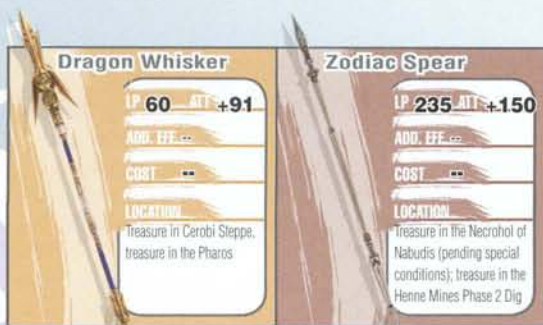 Dragon Whisker
LP 60 ATT +91
ADD. EFF. --
COST --
LOCATION
Treasure in Cerobi Steppe,
treasure in the Pharos
Zodiac Spear
LP 235 ATT +150
ADD. EFF. --
COST --
LOCATION
Treasure in the Necrohol of
Nabudis (pending special
conditions); treasure in the
Henne Mines Phase 2 Dig